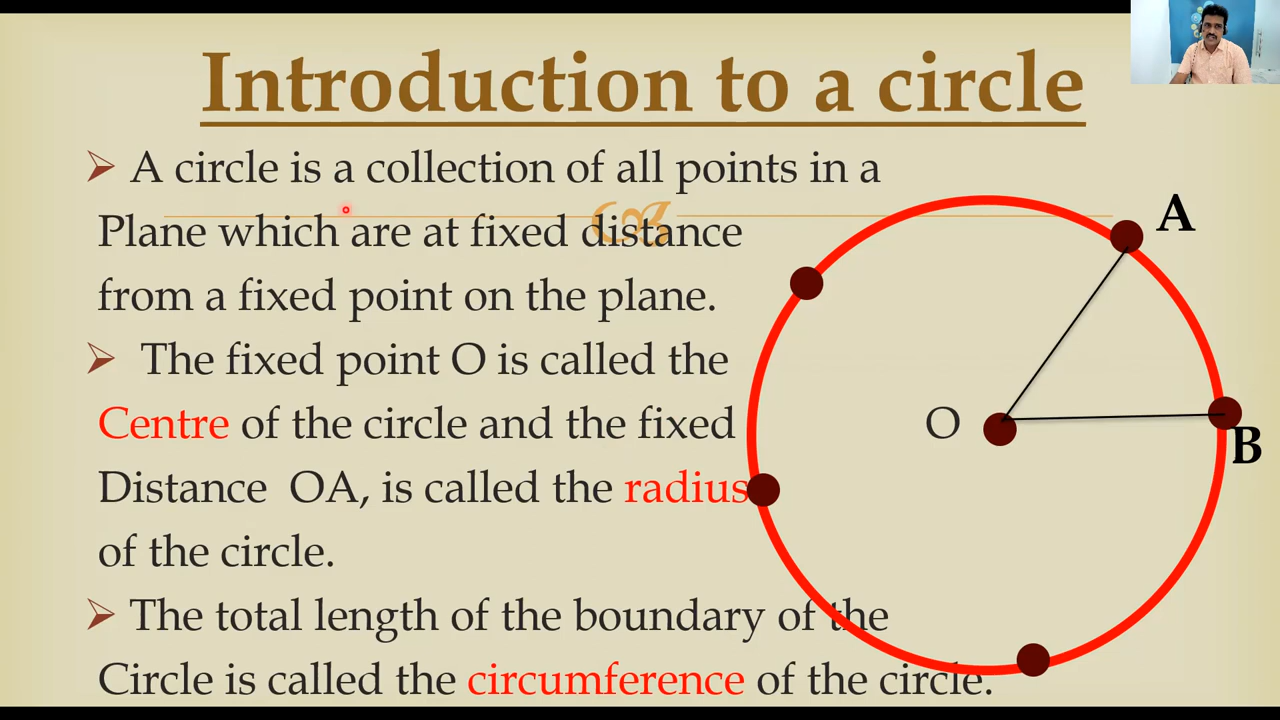 Introduction to a circle
A circle is a collection of all points in a
Plane which are at fixed distance
from a fixed point on the plane.
The fixed point O is called the
Centre of the circle and the fixed
Distance OA, is called the radius
of the circle.
The total length of the boundary of the
Circle is called the circumference of the circle.
A
O
B